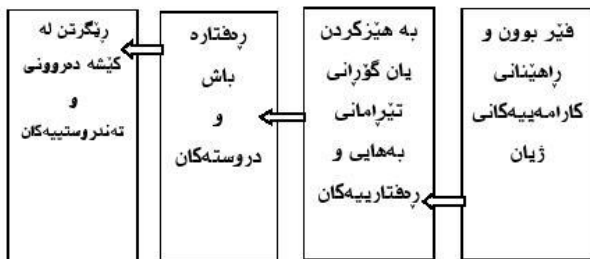 فێر بوون و
ڕاهێنانی
کارامەییەکانی
ژیان
بە هێزکردن
یان گۆڕانی
تێڕامانی
بەهایی و
ڕەفتارییەکان
ڕەفتارە
باش
و
دروستەکان
ڕێگرتن لە
کێشە دەروونی
و
تەندروستییەکان